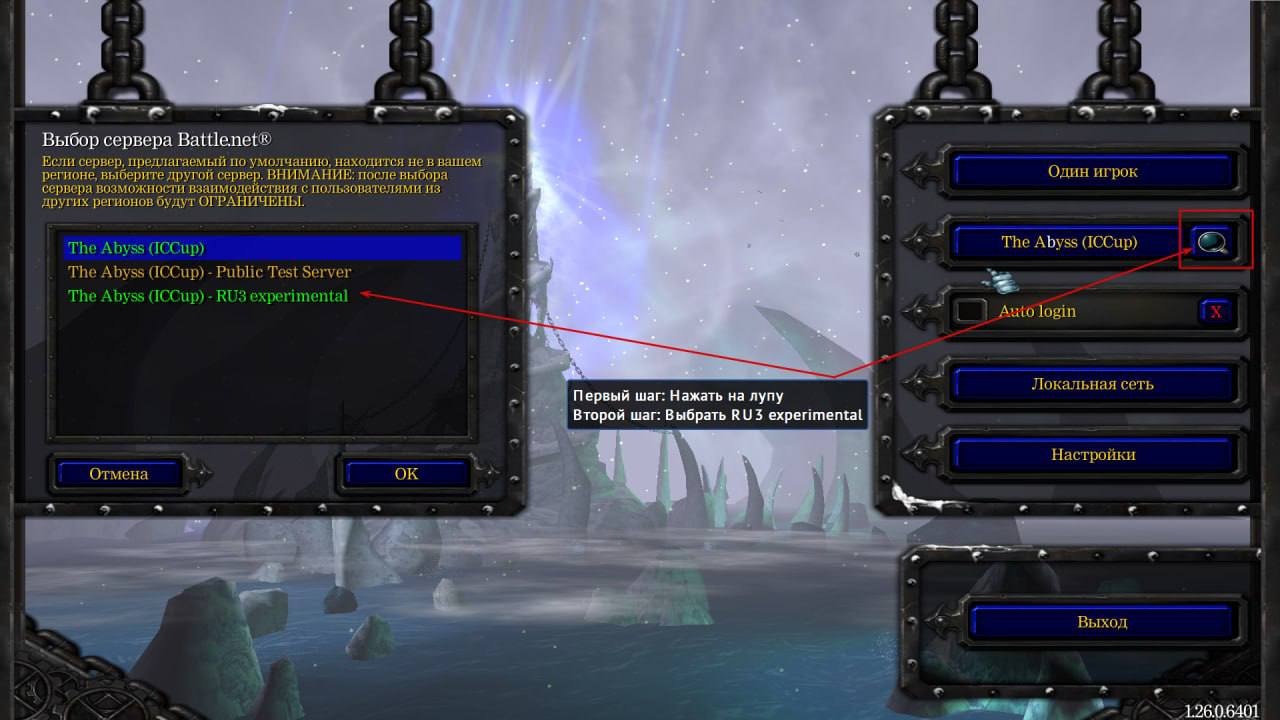 Выбор сервера Battle.net®
Если сервер, предлагаемый по умолчанию, находится не в вашем
регионе, выберите другой сервер. ВНИМАНИЕ: после выбора
сервера возможности взаимодействия с пользователями из
других регионов будут ОГРАНИЧЕНЫ.
The Abyss (ICCup)
The Abyss (ICCup) - Public Test Server
The Abyss (ICCup) - RU3 experimental
Отмена
OK
Первый шаг: Нажать на лупу
Второй шаг: Выбрать RU3 experimental
Один игрок
The Abyss (ICCup)
Auto login
X
Локальная сеть
Настройки
Выход
1.26.0.6401